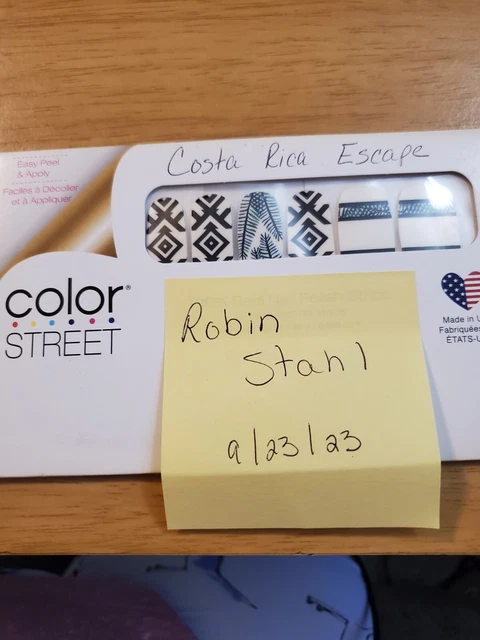 Easy Peel
& Apply
Faciles à Décoller
et à Appliquer
Costa Rica Escape
color®
STREET
Made in U
Fabriquées
ÉTATS-U
Robin
Stahl
9/23/23